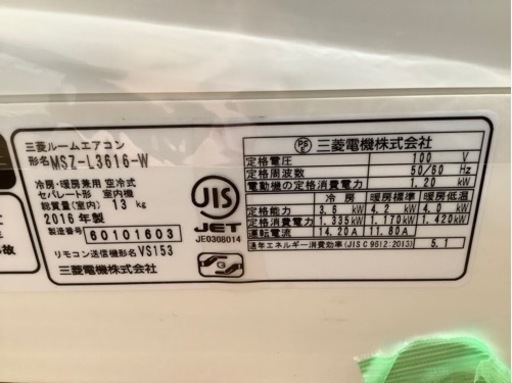 三菱ルームエアコン
形名 MSZ-L3616-W
冷房・暖房兼用 空冷式
セパレート形 室内機
総質量(室内) 13 kg
2016 年製
製造番号 60101603
リモコン送信機形名 VS153
三菱電機株式会社
JIS
JET
JE0308014
PS
E
三菱電機株式会社
定格電圧 100 V
定格周波数 50/60 Hz
電動機の定格消費電力 1.20 kW
冷房 暖房標準 暖房低温
定格能力 3.6 kW 4.2 kW 4.0 kW
定格消費電力 1,335W 1,170W 1,420W
運転電流 14.20A 11.80A
通年エネルギー消費効率(JIS C 9612:2013) 5.1